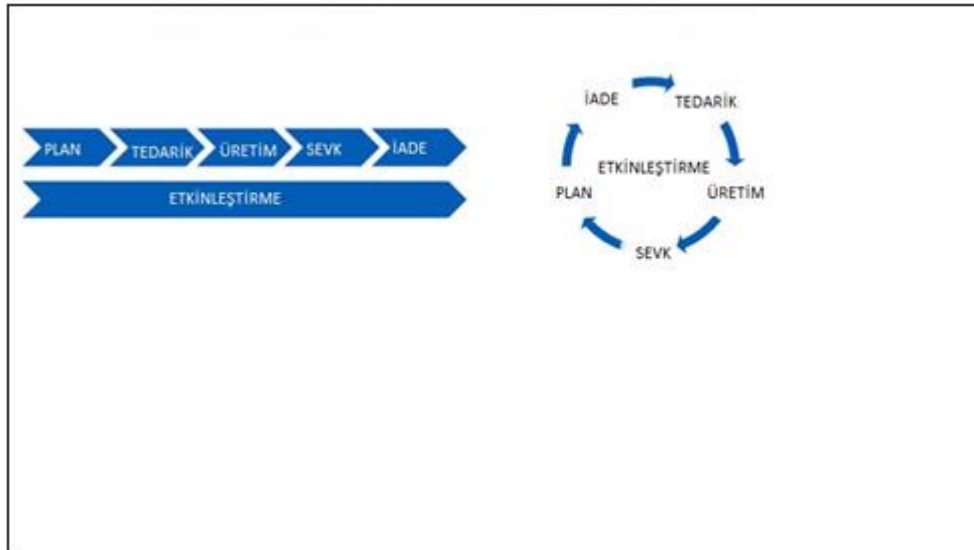 PLAN
TEDARİK
ÜRETİM
SEVK
İADE
ETKİNLEŞTİRME
İADE
TEDARİK
ETKİNLEŞTİRME
PLAN
ÜRETİM
SEVK